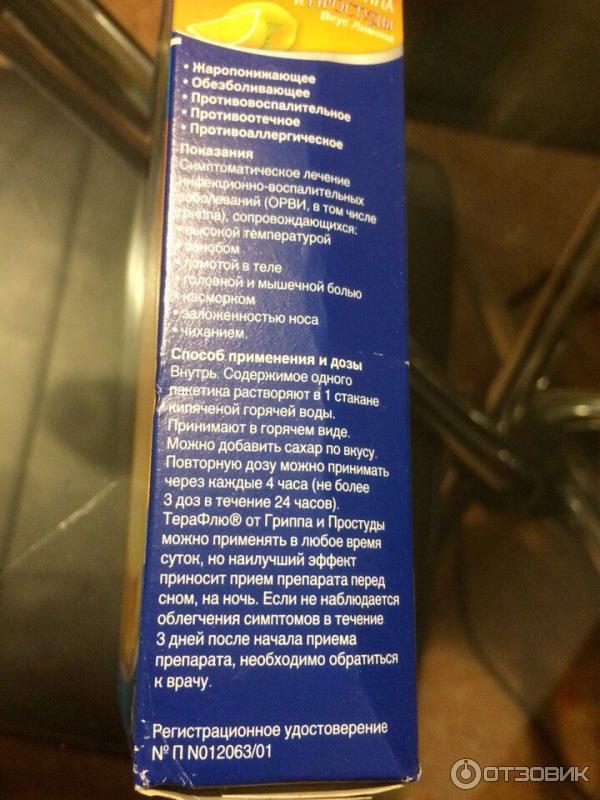 ПРОСТУДЫ
Вкус Лимона
• Жаропонижающее
• Обезболивающее
• Противовоспалительное
• Противоотечное
• Противоаллергическое
Показания
Симптоматическое лечение
инфекционно-воспалительных
заболеваний (ОРВИ, в том числе
гриппа), сопровождающихся:
• высокой температурой
• ознобом
• ломотой в теле
• головной и мышечной болью
• насморком
• заложенностью носа
• чиханием.
Способ применения и дозы
Внутрь. Содержимое одного
пакетика растворяют в 1 стакане
кипяченой горячей воды.
Принимают в горячем виде.
Можно добавить сахар по вкусу.
Повторную дозу можно принимать
через каждые 4 часа (не более
3 доз в течение 24 часов).
ТераФлю® от Гриппа и Простуды
можно применять в любое время
суток, но наилучший эффект
приносит прием препарата перед
сном, на ночь. Если не наблюдается
облегчения симптомов в течение
3 дней после начала приема
препарата, необходимо обратиться
к врачу.
Регистрационное удостоверение
№ П N012063/01
ОТЗОВИК